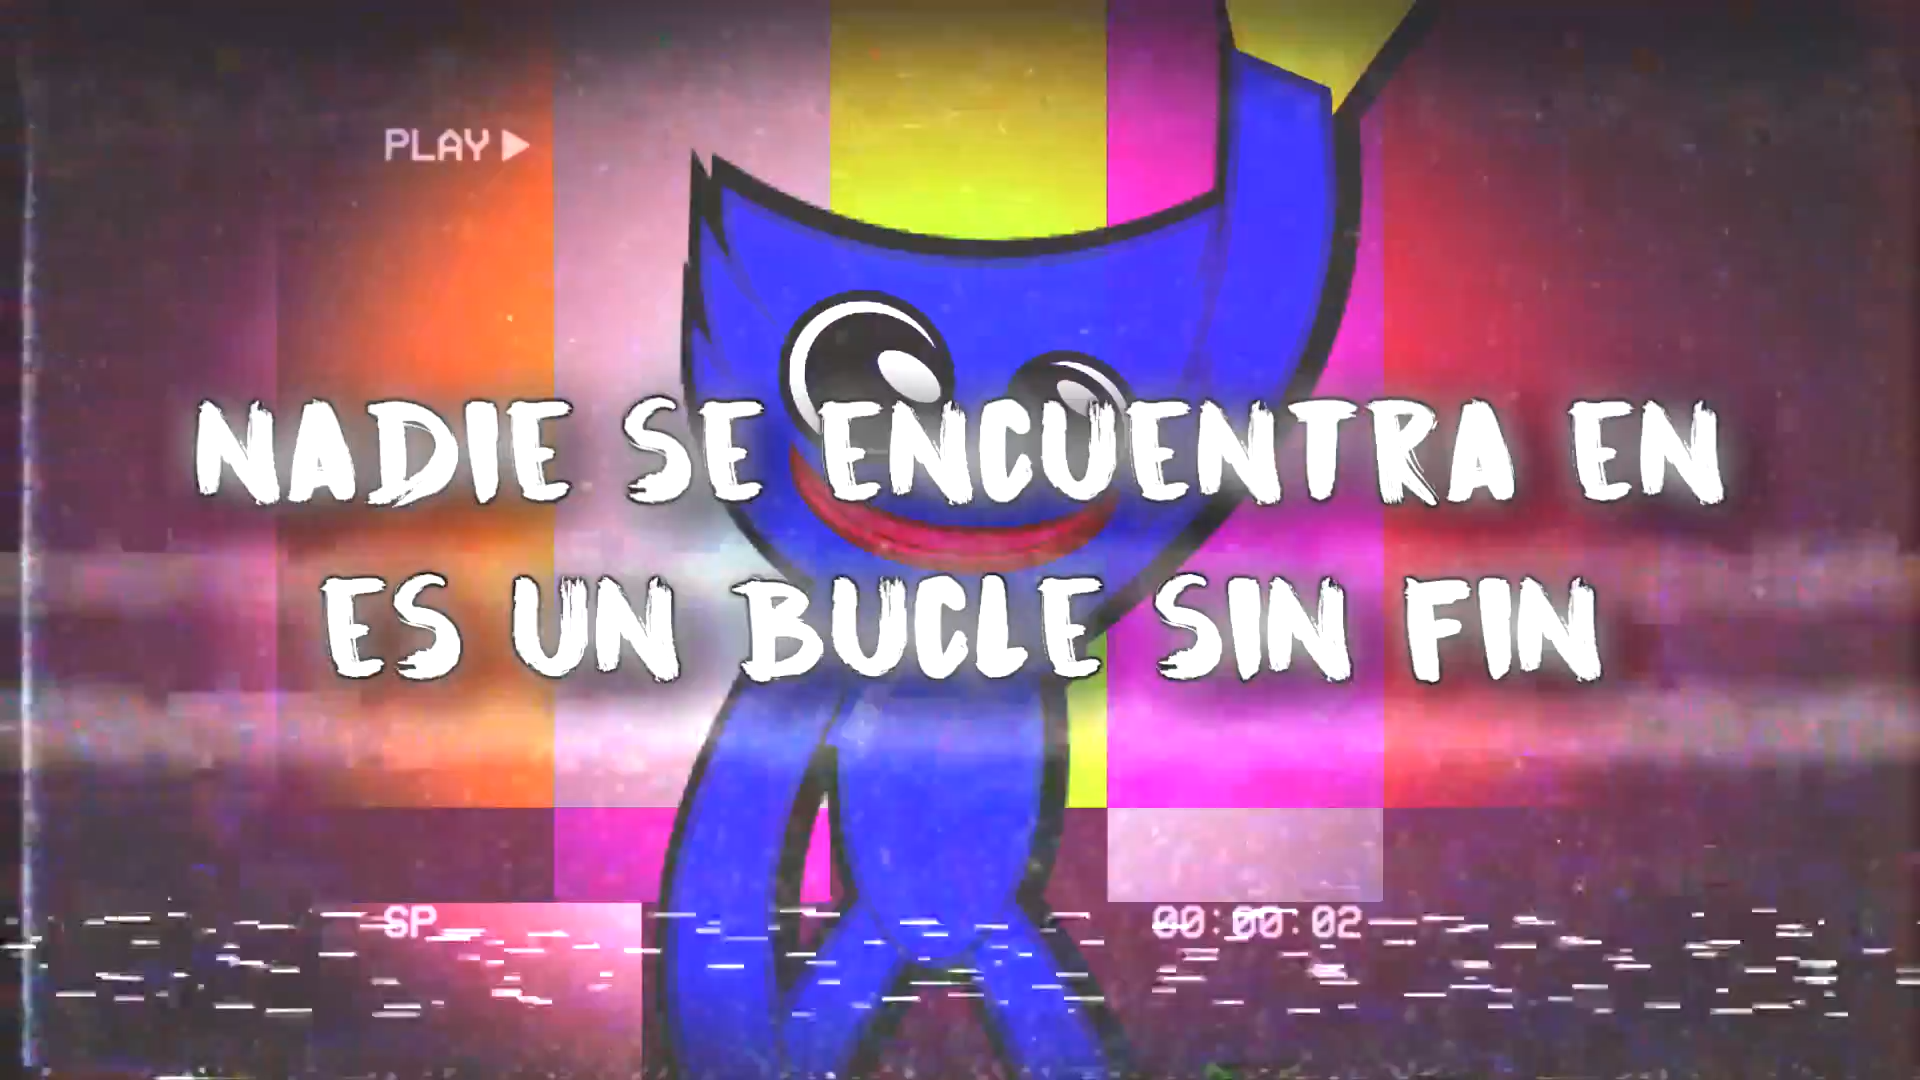 PLAY
NADIE SE ENCUENTRA EN
ES UN BUCLE SIN FIN
SP
00:00:02